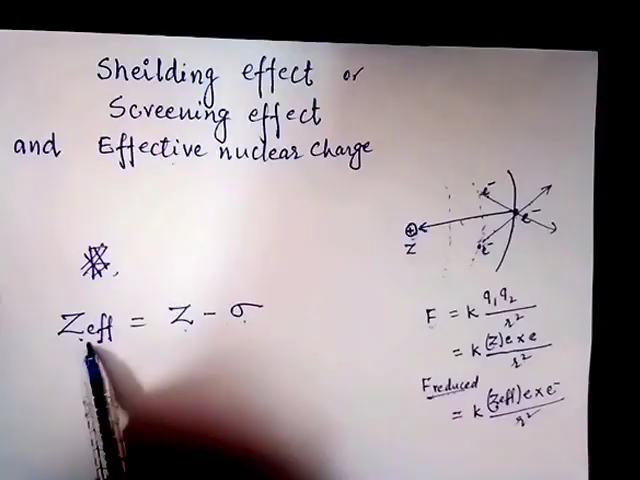 Sheilding effect or
Screening effect
and Effective nuclear charge
Zeff = Z - σ
⊕
Z
e⁻
e⁻
e⁻
F = k q₁q₂/r²
= k (Z)e x e/r²
Freduced
= k (Zeff)e x e⁻/r²